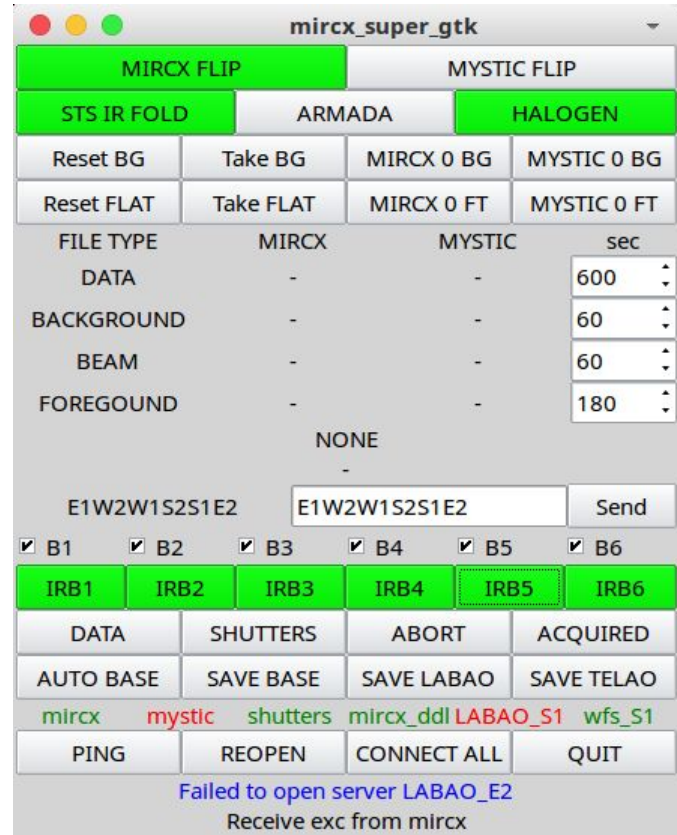 mircx_super_gtk
MIRCX FLIP MYSTIC FLIP
STS IR FOLD ARMADA HALOGEN
Reset BG Take BG MIRCX 0 BG MYSTIC 0 BG
Reset FLAT Take FLAT MIRCX 0 FT MYSTIC 0 FT
FILE TYPE MIRCX MYSTIC sec
DATA - - 600
BACKGROUND - - 60
BEAM - - 60
FOREGOUND - - 180
NONE
-
E1W2W1S2S1E2 E1W2W1S2S1E2 Send
B1 B2 B3 B4 B5 B6
IRB1 IRB2 IRB3 IRB4 IRB5 IRB6
DATA SHUTTERS ABORT ACQUIRED
AUTO BASE SAVE BASE SAVE LABAO SAVE TELAO
mircx mystic shutters mircx_ddl LABAO_S1 wfs_S1
PING REOPEN CONNECT ALL QUIT
Failed to open server LABAO_E2
Receive exc from mircx